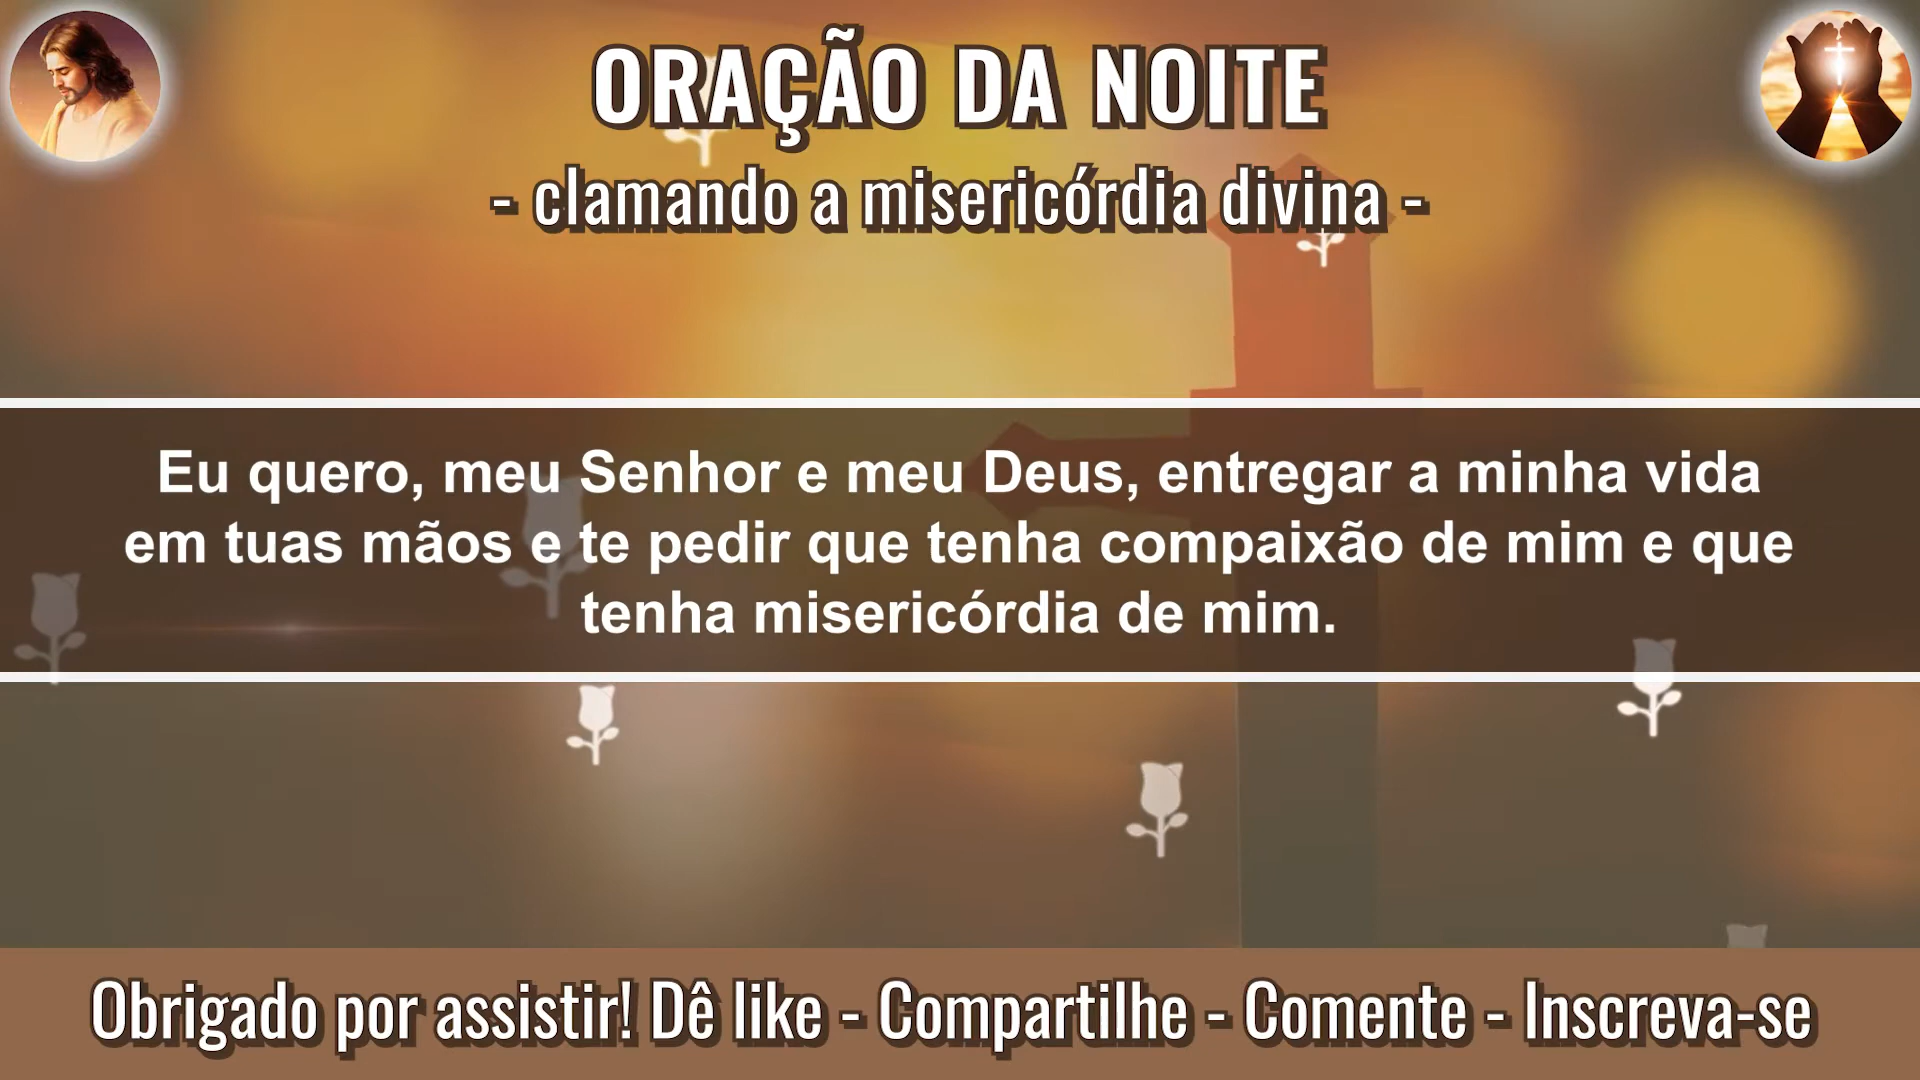 ORAÇÃO DA NOITE
- clamando a misericórdia divina -
Eu quero, meu Senhor e meu Deus, entregar a minha vida
em tuas mãos e te pedir que tenha compaixão de mim e que
tenha misericórdia de mim.
Obrigado por assistir! Dê like - Compartilhe - Comente - Inscreva-se